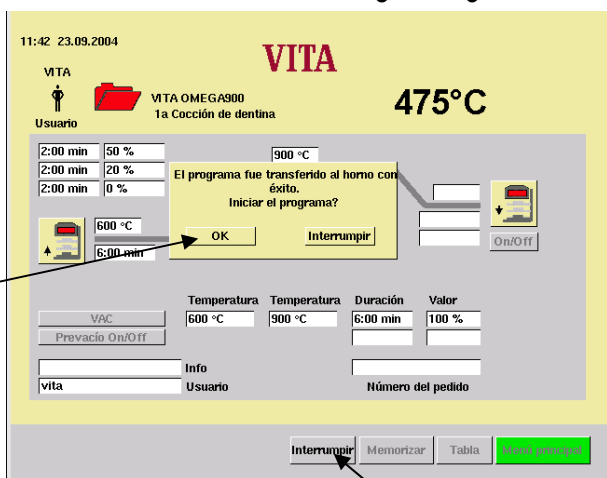 11:42 23.09.2004
VITA
VITA
Usuario
VITA OMEGA900
1a Cocción de dentina
475°C
2:00 min 50 %
2:00 min 20 %
2:00 min 0 %
900 °C
El programa fue transferido al horno con
éxito.
Iniciar el programa?
OK Interrumpir
600 °C
6:00 min
On/Off
Temperatura Temperatura Duración Valor
VAC 600 °C 900 °C 6:00 min 100 %
Prevacío On/Off
Info
vita Usuario Número del pedido
Interrumpir Memorizar Tabla Menú principal